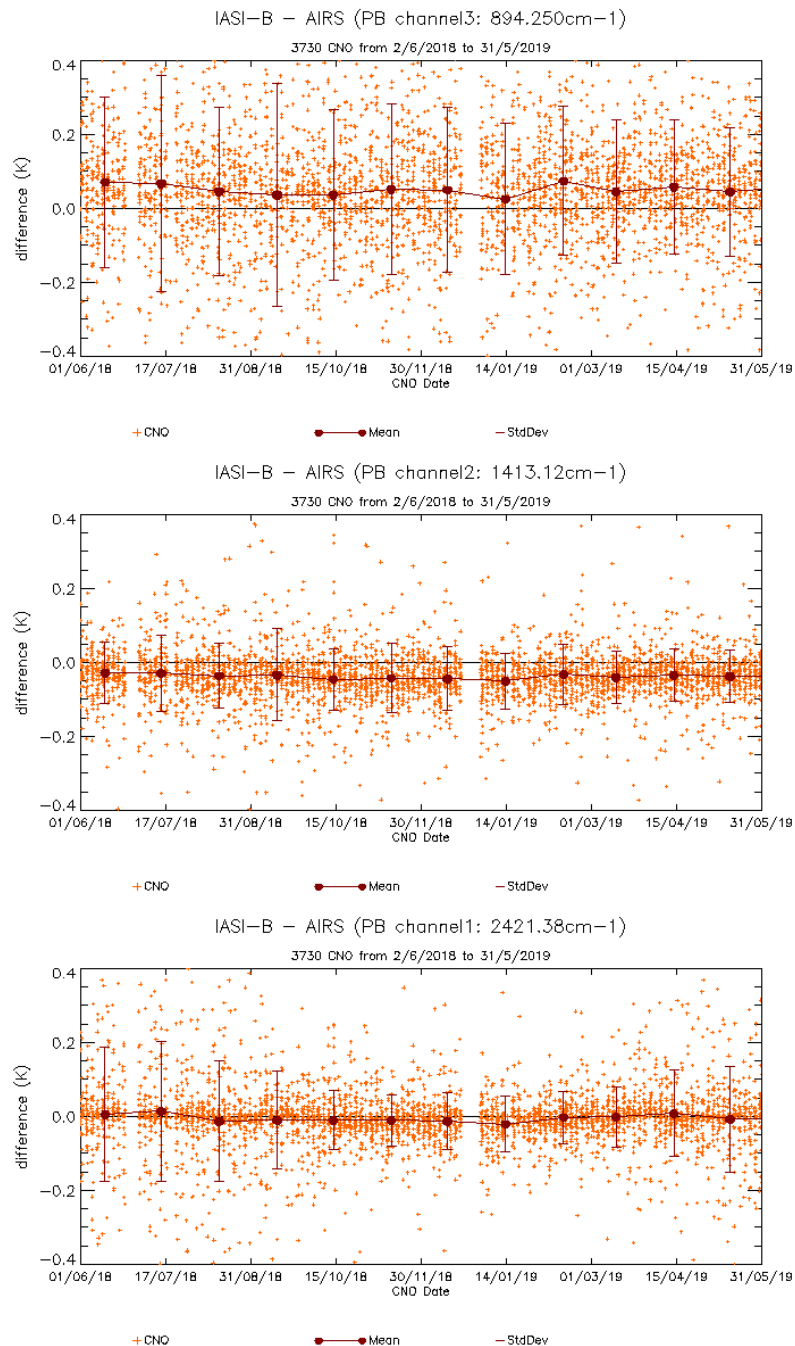 IASI-B - AIRS (PB channel3: 894.250cm-1)
3730 CNO from 2/6/2018 to 31/5/2019
difference (K)
0.4
0.2
0.0
-0.2
-0.4
01/06/18 17/07/18 31/08/18 15/10/18 30/11/18 14/01/19 01/03/19 15/04/19 31/05/19
CNO Date
CNO Mean StdDev
IASI-B - AIRS (PB channel2: 1413.12cm-1)
3730 CNO from 2/6/2018 to 31/5/2019
difference (K)
0.4
0.2
0.0
-0.2
-0.4
01/06/18 17/07/18 31/08/18 15/10/18 30/11/18 14/01/19 01/03/19 15/04/19 31/05/19
CNO Date
CNO Mean StdDev
IASI-B - AIRS (PB channel1: 2421.38cm-1)
3730 CNO from 2/6/2018 to 31/5/2019
difference (K)
0.4
0.2
0.0
-0.2
-0.4
01/06/18 17/07/18 31/08/18 15/10/18 30/11/18 14/01/19 01/03/19 15/04/19 31/05/19
CNO Date
CNO Mean StdDev